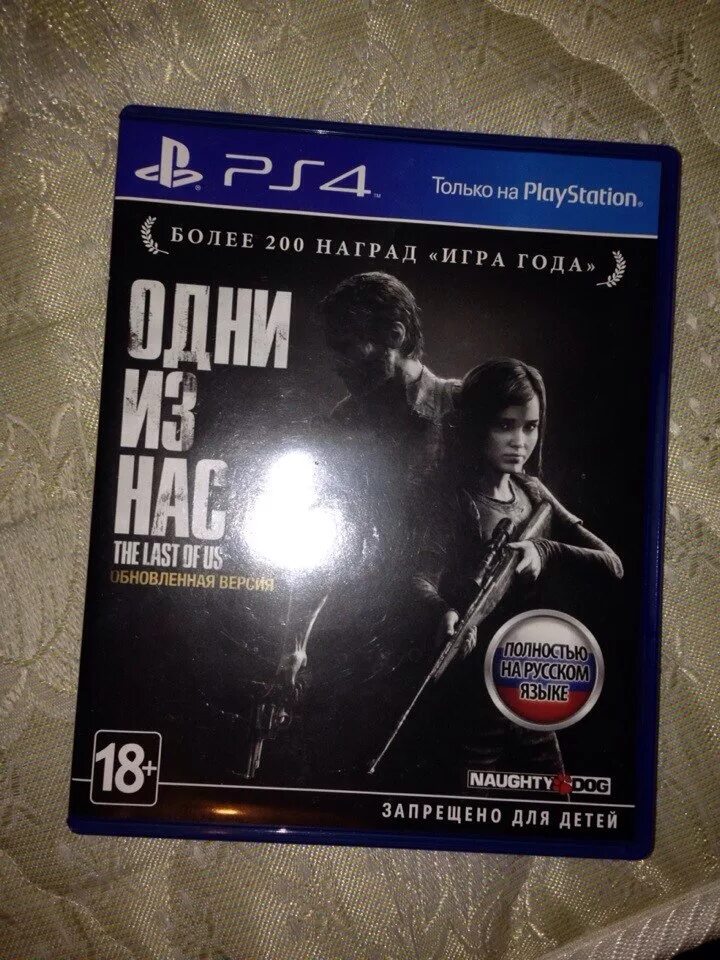 PS4 Только на PlayStation
БОЛЕЕ 200 НАГРАД «ИГРА ГОДА»
ОДНИ
ИЗ
НАС
THE LAST OF US
ОБНОВЛЕННАЯ ВЕРСИЯ
ПОЛНОСТЬЮ
НА РУССКОМ
ЯЗЫКЕ
18+
NAUGHTY DOG
ЗАПРЕЩЕНО ДЛЯ ДЕТЕЙ